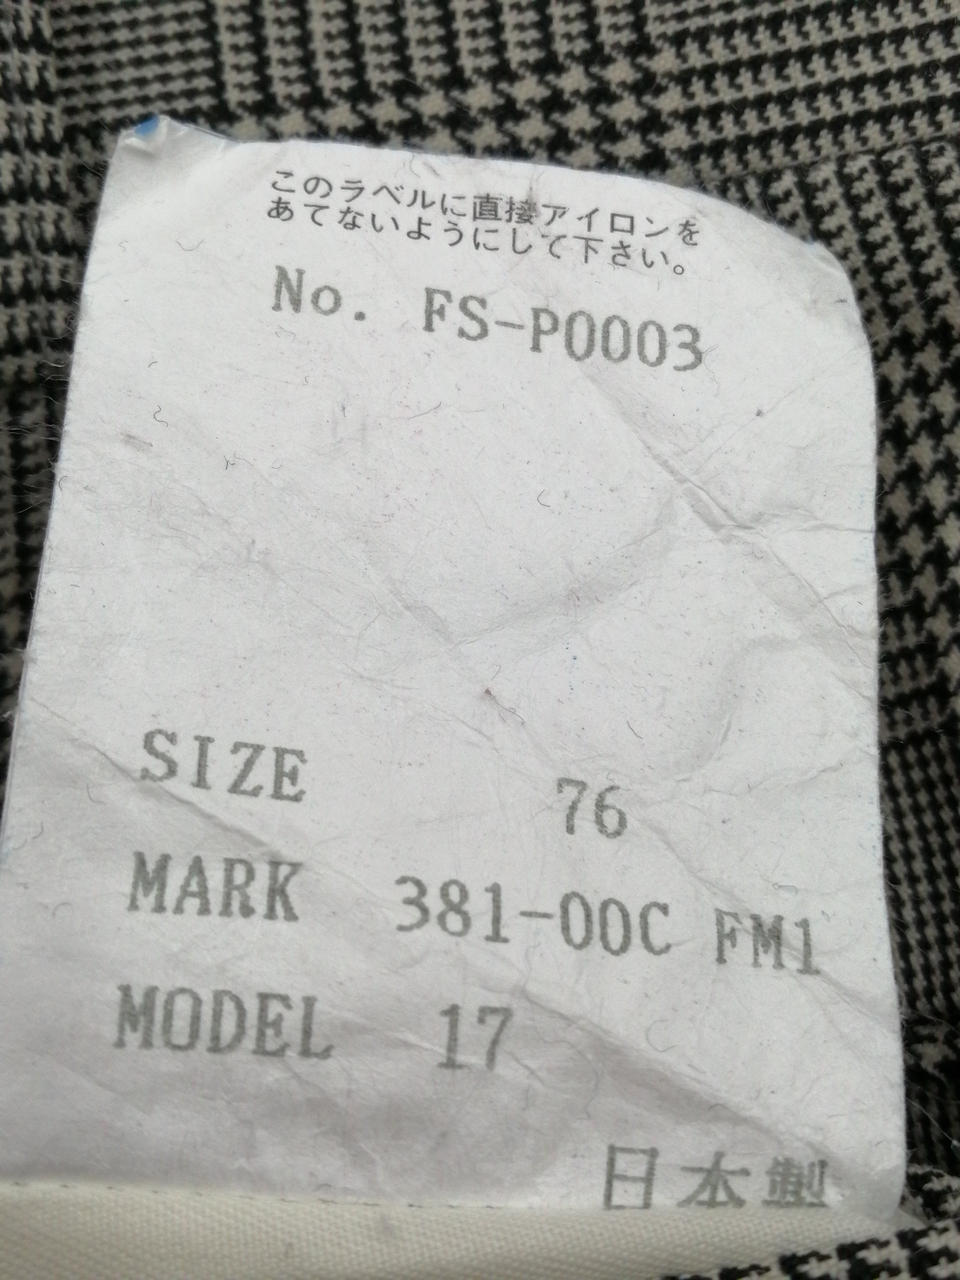 このラベルに直接アイロンを
あてないようにして下さい。
No. FS-P0003
SIZE 76
MARK 381-00C FM1
MODEL 17
日本製